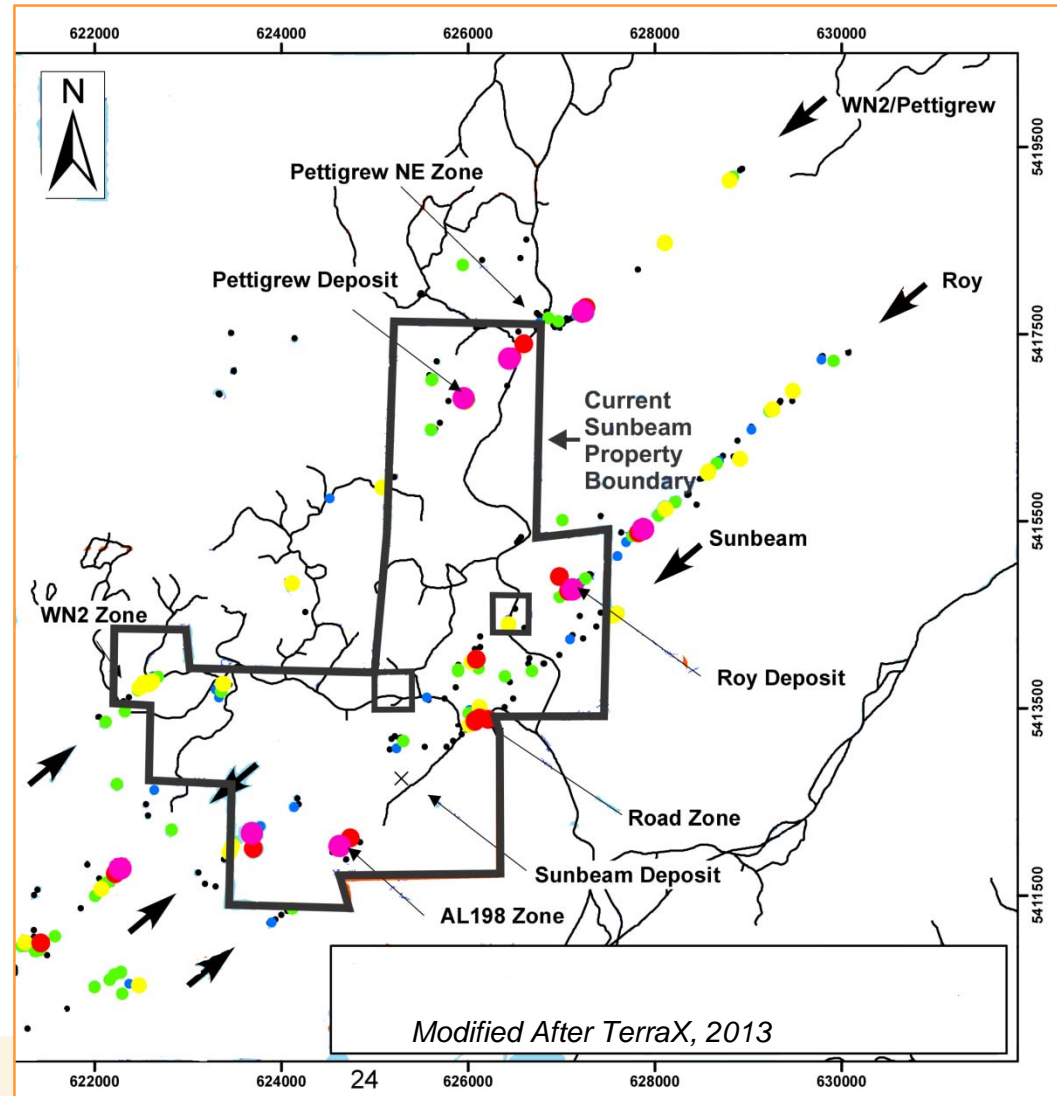 622000 624000 626000 628000 630000
N
WN2/Pettigrew
5419500
Pettigrew NE Zone
Pettigrew Deposit
Roy
5417500
Current
Sunbeam
Property
Boundary
5415500
Sunbeam
WN2 Zone
Roy Deposit
5413500
Road Zone
Sunbeam Deposit
AL198 Zone
5411500
Modified After TerraX, 2013
622000 624000 626000 628000 630000
24